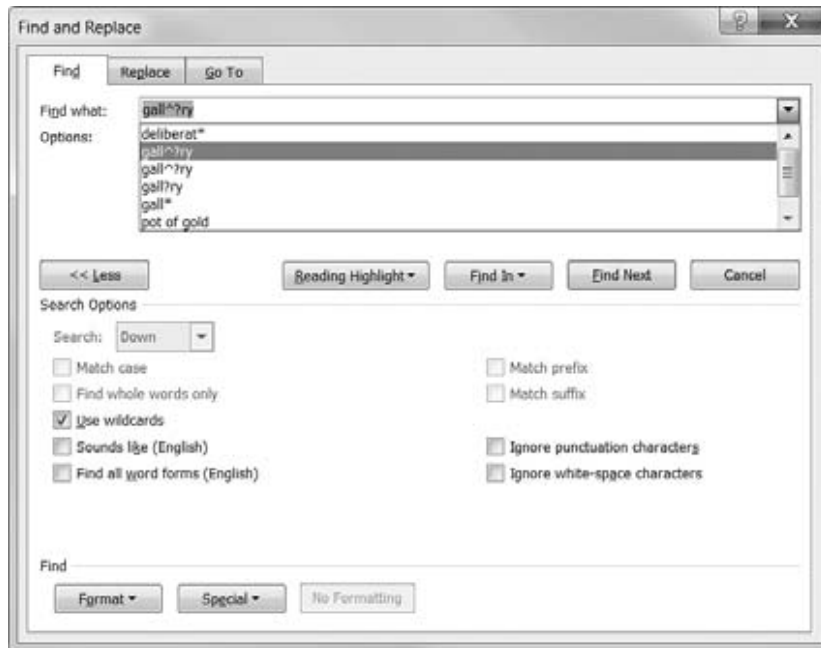 Find and Replace
Find Replace Go To
Find what: gall^?ry
Options: deliberat*
gall^?ry
gall^?ry
gall?ry
gall*
pot of gold
<< Less Reading Highlight Find In Find Next Cancel
Search Options
Search: Down
Match case Match prefix
Find whole words only Match suffix
Use wildcards
Sounds like (English) Ignore punctuation characters
Find all word forms (English) Ignore white-space characters
Find
Format Special No Formatting